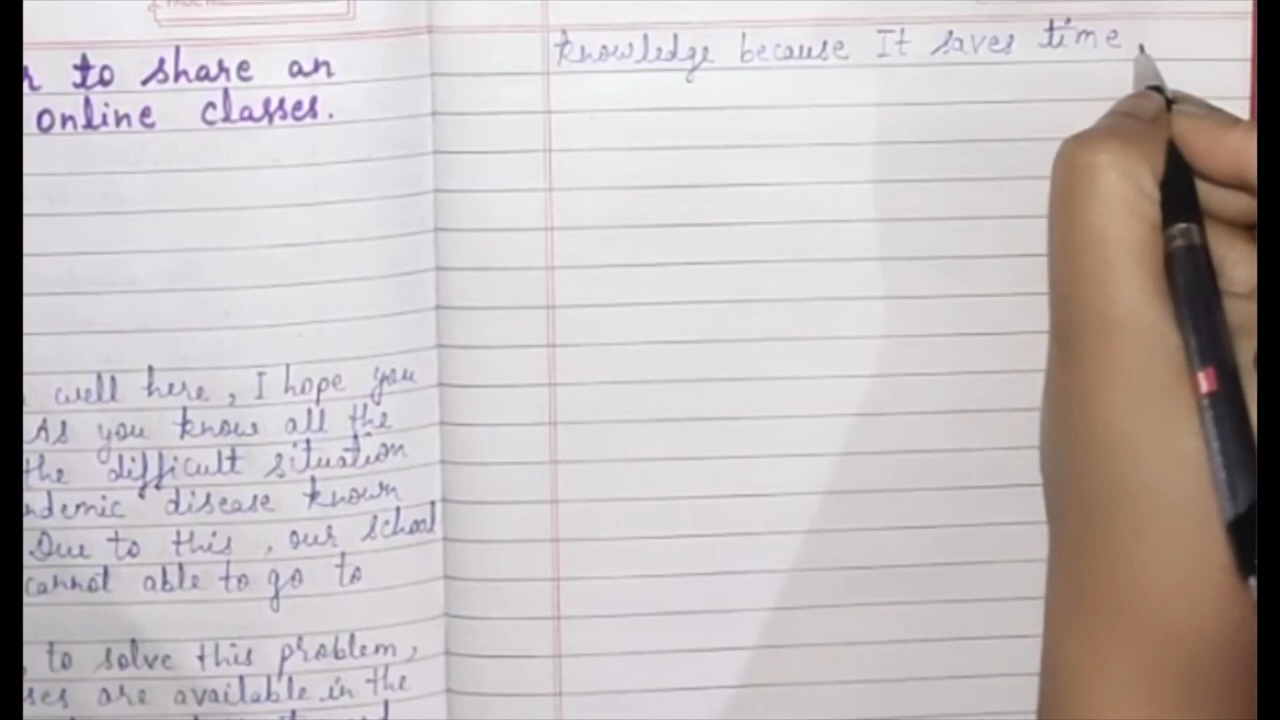 to share an
online classes.
well here, I hope you
As you know all the
the difficult situation
disease known
Due to this, our school
cannot able to go to
to solve this problem,
are available in the
knowledge because It saves time,